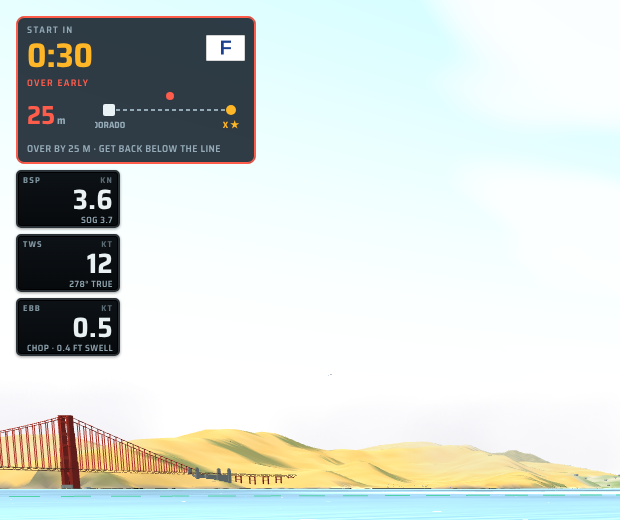 START IN
0:30
F
OVER EARLY
25 m
X ★
OVER BY 25 M · GET BACK BELOW THE LINE
BSP KN
3.6
SOG 3.7
TWS KT
12
278° TRUE
EBB KT
0.5
CHOP · 0.4 FT SWELL